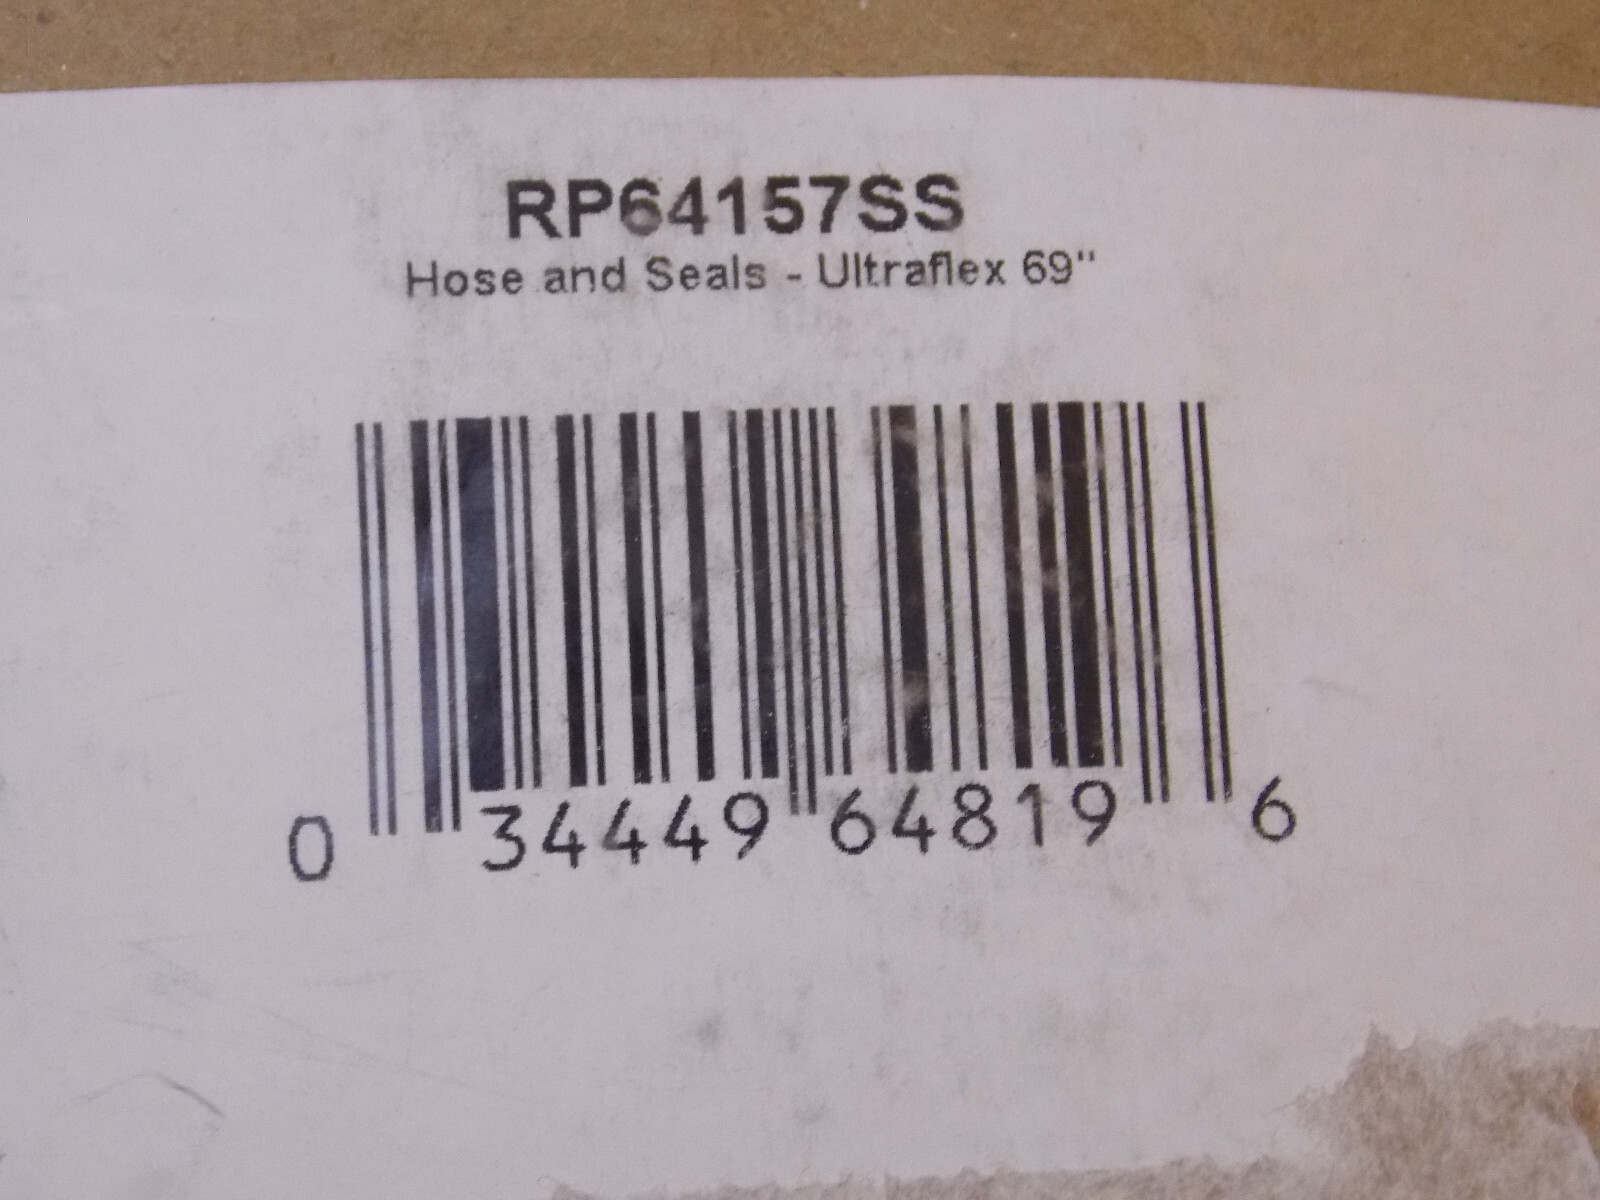 RP64157SS
Hose and Seals - Ultraflex 69"
0 34449 64819 6